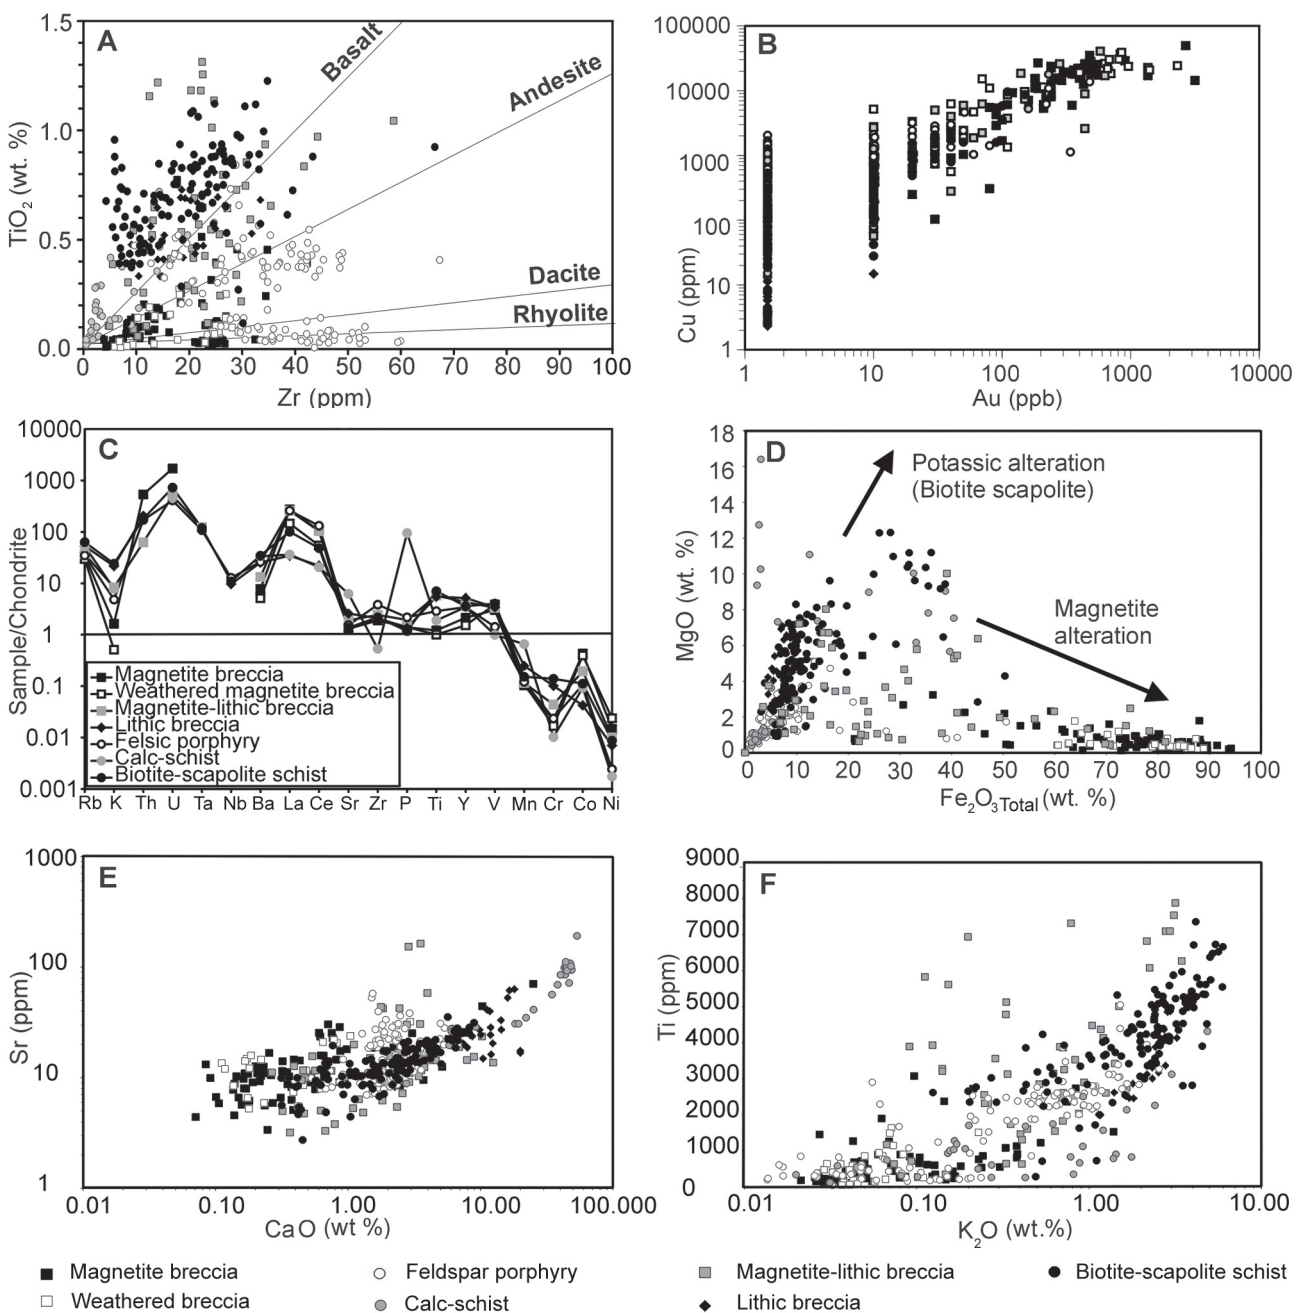 A
Basalt
Andesite
Dacite
Rhyolite
TiO2 (wt. %)
1.5
1.0
0.5
0.0
0 10 20 30 40 50 60 70 80 100
Zr (ppm)
B
Cu (ppm)
100000
10000
1000
100
10
1
1 10 100 1000 10000
Au (ppb)
C
Sample/Chondrite
10000
1000
100
10
1
0.1
0.01
0.001
Magnetite breccia
Weathered magnetite breccia
Magnetite-lithic breccia
Lithic breccia
Felsic porphyry
Calc-schist
Biotite-scapolite schist
Rb K Th U Ta Nb Ba La Ce Sr Zr P Ti Y V Mn Cr Co Ni
D
Potassic alteration
(Biotite scapolite)
Magnetite
alteration
MgO (wt. %)
18
16
14
12
10
8
6
4
2
0
0 10 20 30 40 50 60 70 80 90 100
Fe2O3Total (wt. %)
E
Sr (ppm)
1000
100
10
1
0.01 0.10 1.00 10.00 100.000
CaO (wt %)
F
Ti (ppm)
9000
8000
7000
6000
5000
4000
3000
2000
1000
0
0.01 0.10 1.00 10.00
K2O (wt.%)
Magnetite breccia
Feldspar porphyry
Magnetite-lithic breccia
Biotite-scapolite schist
Weathered breccia
Calc-schist
Lithic breccia